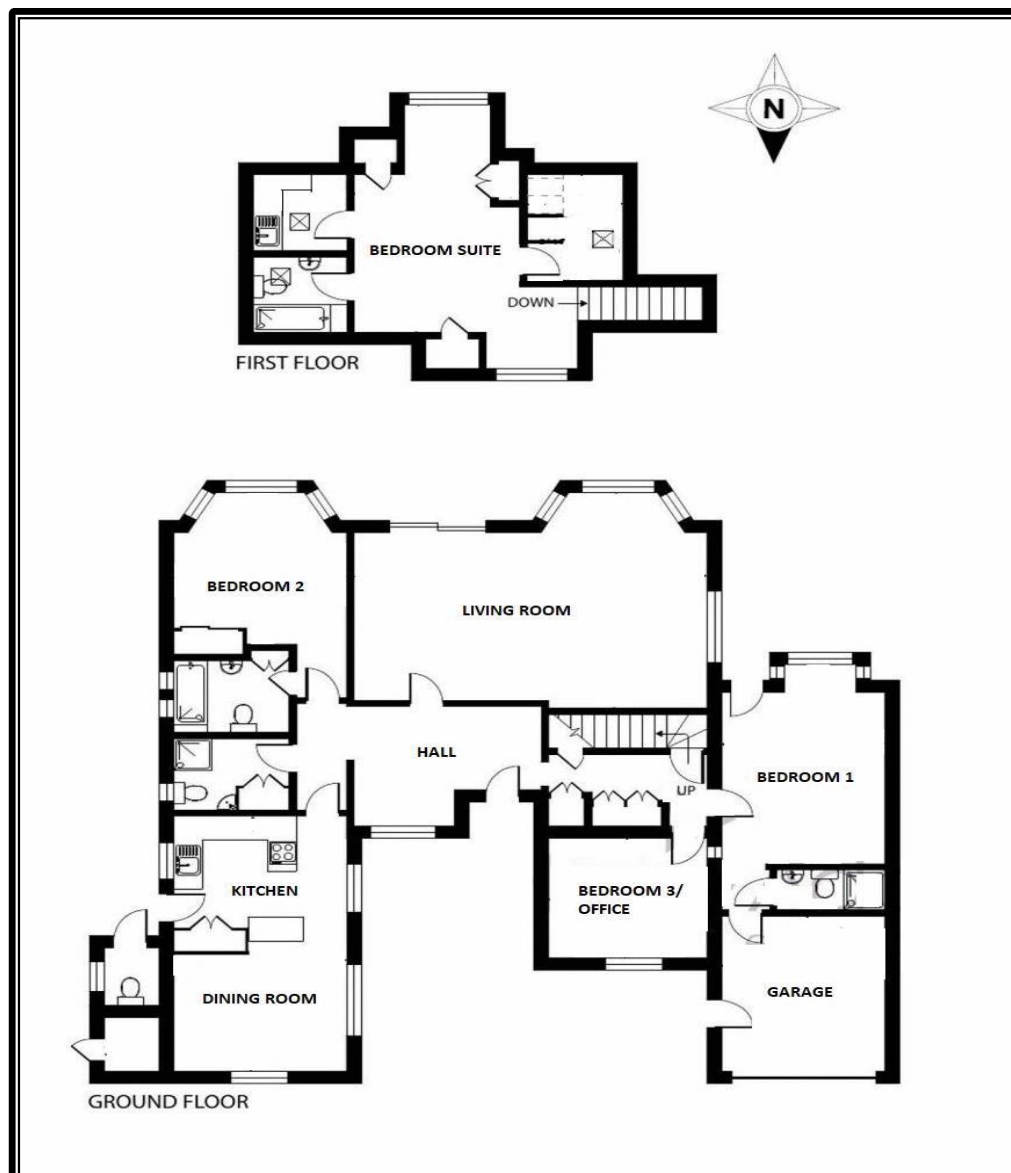 N
BEDROOM SUITE
DOWN
FIRST FLOOR
BEDROOM 2
LIVING ROOM
HALL
BEDROOM 1
UP
KITCHEN
BEDROOM 3/
OFFICE
DINING ROOM
GARAGE
GROUND FLOOR